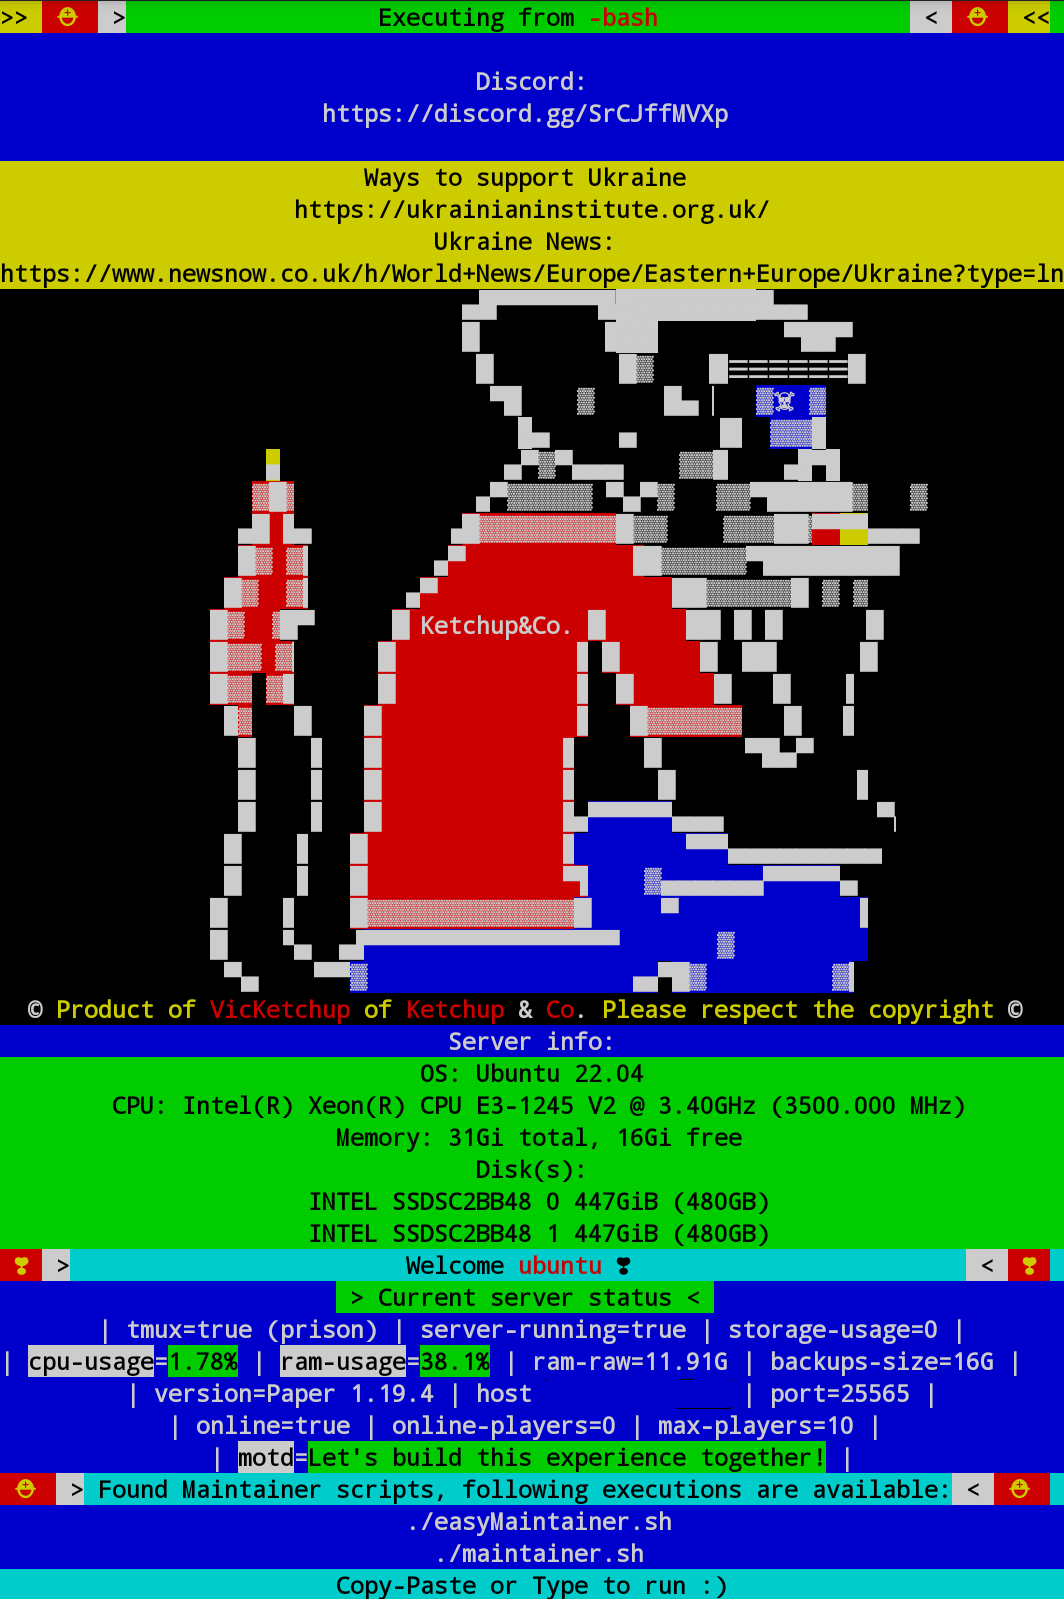 >> ⛑ > Executing from -bash < ⛑ <<
Discord:
https://discord.gg/SrCJffMVXp
Ways to support Ukraine
https://ukrainianinstitute.org.uk/
Ukraine News:
https://www.newsnow.co.uk/h/World+News/Europe/Eastern+Europe/Ukraine?type=ln
Ketchup&Co.
© Product of VicKetchup of Ketchup & Co. Please respect the copyright ©
Server info:
OS: Ubuntu 22.04
CPU: Intel(R) Xeon(R) CPU E3-1245 V2 @ 3.40GHz (3500.000 MHz)
Memory: 31Gi total, 16Gi free
Disk(s):
INTEL SSDSC2BB48 0 447GiB (480GB)
INTEL SSDSC2BB48 1 447GiB (480GB)
❣ > Welcome ubuntu ❣ < ❣
> Current server status <
| tmux=true (prison) | server-running=true | storage-usage=0 |
| cpu-usage=1.78% | ram-usage=38.1% | ram-raw=11.91G | backups-size=16G |
| version=Paper 1.19.4 | host | port=25565 |
| online=true | online-players=0 | max-players=10 |
| motd=Let's build this experience together! |
⛑ > Found Maintainer scripts, following executions are available: < ⛑
./easyMaintainer.sh
./maintainer.sh
Copy-Paste or Type to run :)